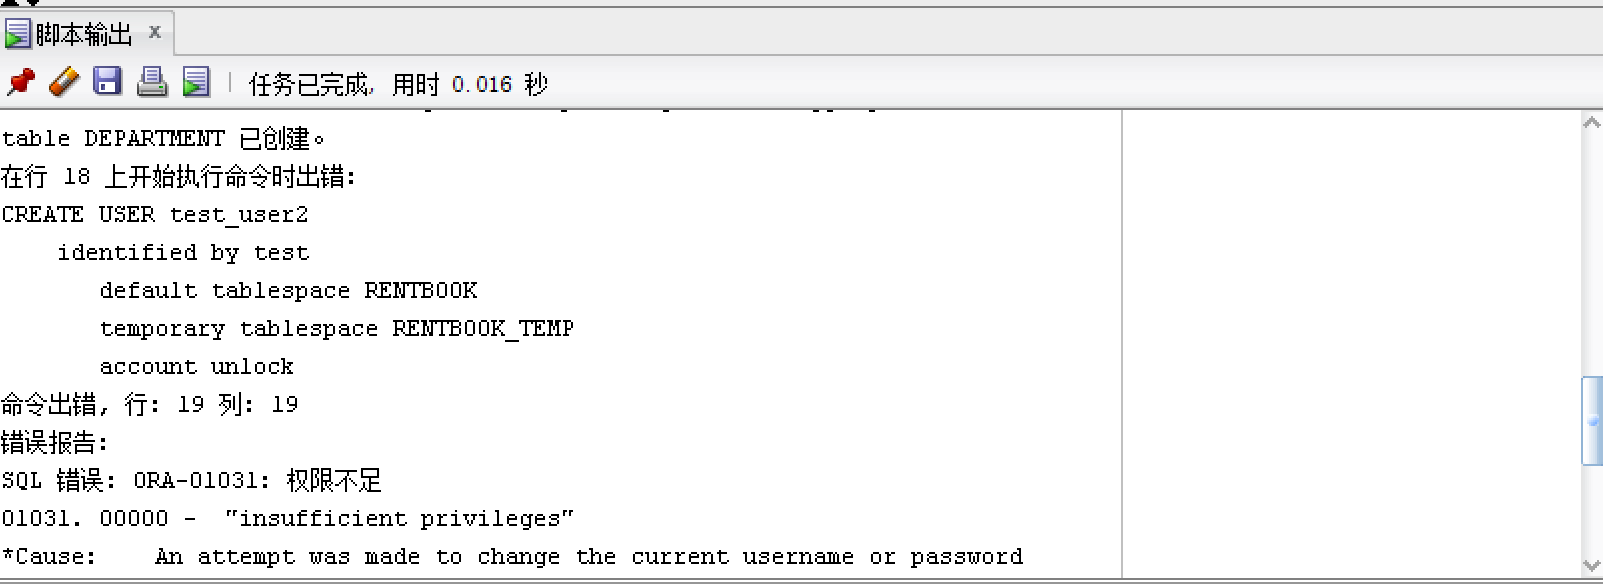 脚本输出 x
任务已完成, 用时 0.016 秒
table DEPARTMENT 已创建。
在行 18 上开始执行命令时出错:
CREATE USER test_user2
identified by test
default tablespace RENTBOOK
temporary tablespace RENTBOOK_TEMP
account unlock
命令出错, 行: 19 列: 19
错误报告:
SQL 错误: ORA-01031: 权限不足
01031. 00000 -  "insufficient privileges"
*Cause:    An attempt was made to change the current username or password